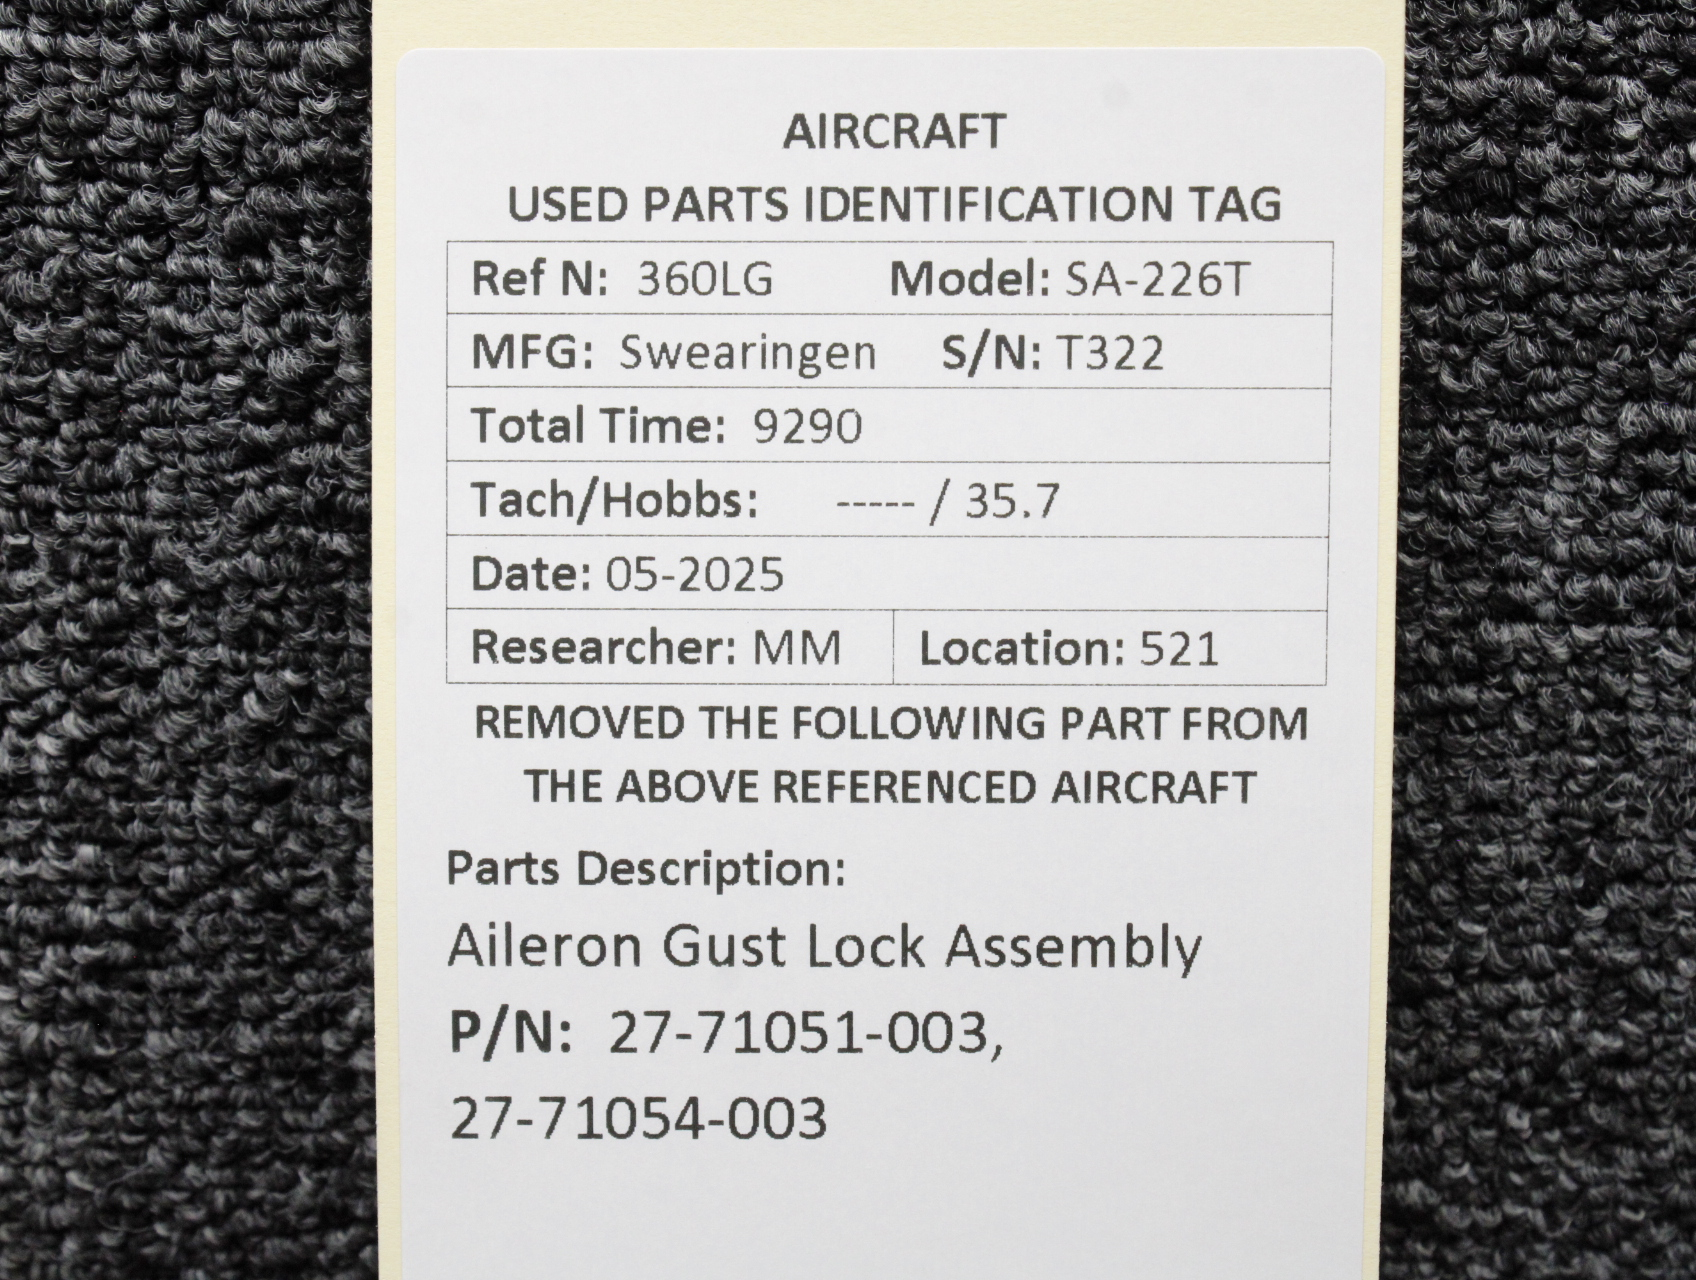 AIRCRAFT
USED PARTS IDENTIFICATION TAG
Ref N: 360LG Model: SA-226T
MFG: Swearingen S/N: T322
Total Time: 9290
Tach/Hobbs: ----- / 35.7
Date: 05-2025
Researcher: MM Location: 521
REMOVED THE FOLLOWING PART FROM
THE ABOVE REFERENCED AIRCRAFT
Parts Description:
Aileron Gust Lock Assembly
P/N: 27-71051-003,
27-71054-003